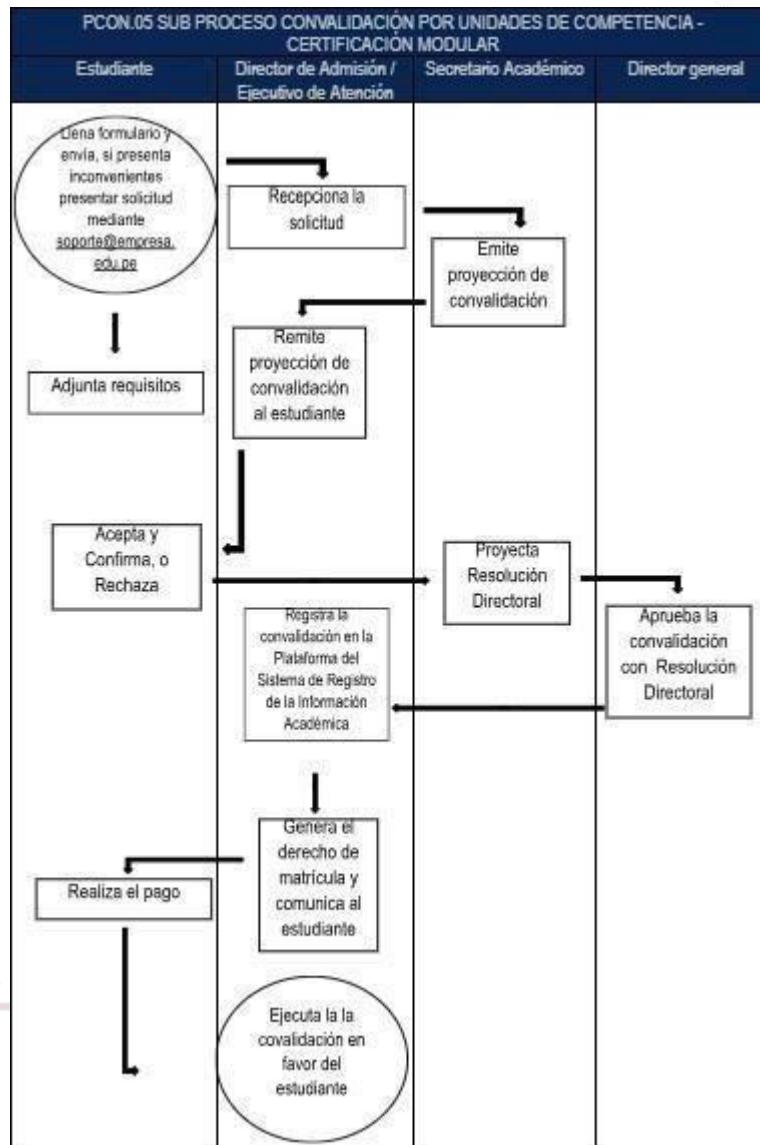 PCON.05 SUB PROCESO CONVALIDACIÓN POR UNIDADES DE COMPETENCIA -
CERTIFICACIÓN MODULAR
Estudiante
Director de Admisión /
Ejecutivo de Atención
Secretario Académico
Director general
Llena formulario y
envía, si presenta
inconvenientes
presentar solicitud
mediante
soporte@empresa.
edu.pe
Recepciona la
solicitud
Emite
proyección de
convalidación
Remite
proyección de
convalidación
al estudiante
Adjunta requisitos
Acepta y
Confirma, o
Rechaza
Proyecta
Resolución
Directoral
Aprueba la
convalidación
con Resolución
Directoral
Registra la
convalidación en la
Plataforma del
Sistema de Registro
de la Información
Académica
Genera el
derecho de
matrícula y
comunica al
estudiante
Realiza el pago
Ejecuta la la
covalidación en
favor del
estudiante